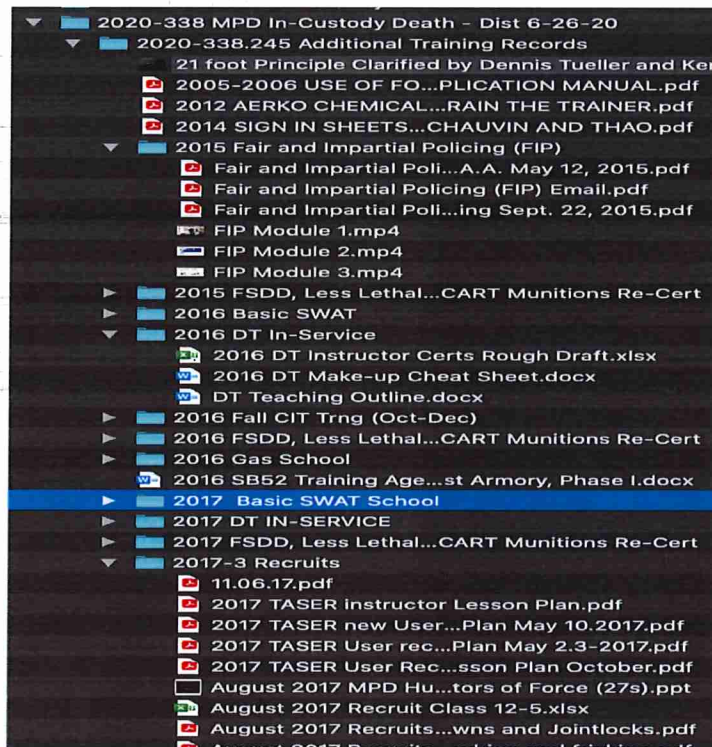 2020-338 MPD In-Custody Death - Dist 6-26-20
2020-338.245 Additional Training Records
21 foot Principle Clarified by Dennis Tueller and Ker
2005-2006 USE OF FO...PLICATION MANUAL.pdf
2012 AERKO CHEMICAL...RAIN THE TRAINER.pdf
2014 SIGN IN SHEETS...CHAUVIN AND THAO.pdf
2015 Fair and Impartial Policing (FIP)
Fair and Impartial Poli...A.A. May 12, 2015.pdf
Fair and Impartial Policing (FIP) Email.pdf
Fair and Impartial Poli...ing Sept. 22, 2015.pdf
FIP Module 1.mp4
FIP Module 2.mp4
FIP Module 3.mp4
2015 FSDD, Less Lethal...CART Munitions Re-Cert
2016 Basic SWAT
2016 DT In-Service
2016 DT Instructor Certs Rough Draft.xlsx
2016 DT Make-up Cheat Sheet.docx
DT Teaching Outline.docx
2016 Fall CIT Trng (Oct-Dec)
2016 FSDD, Less Lethal...CART Munitions Re-Cert
2016 Gas School
2016 SB52 Training Age...st Armory, Phase I.docx
2017 Basic SWAT School
2017 DT IN-SERVICE
2017 FSDD, Less Lethal...CART Munitions Re-Cert
2017-3 Recruits
11.06.17.pdf
2017 TASER instructor Lesson Plan.pdf
2017 TASER new User...Plan May 10.2017.pdf
2017 TASER User rec...Plan May 2.3-2017.pdf
2017 TASER User Rec...sson Plan October.pdf
August 2017 MPD Hu...tors of Force (27s).ppt
August 2017 Recruit Class 12-5.xlsx
August 2017 Recruits...wns and Jointlocks.pdf